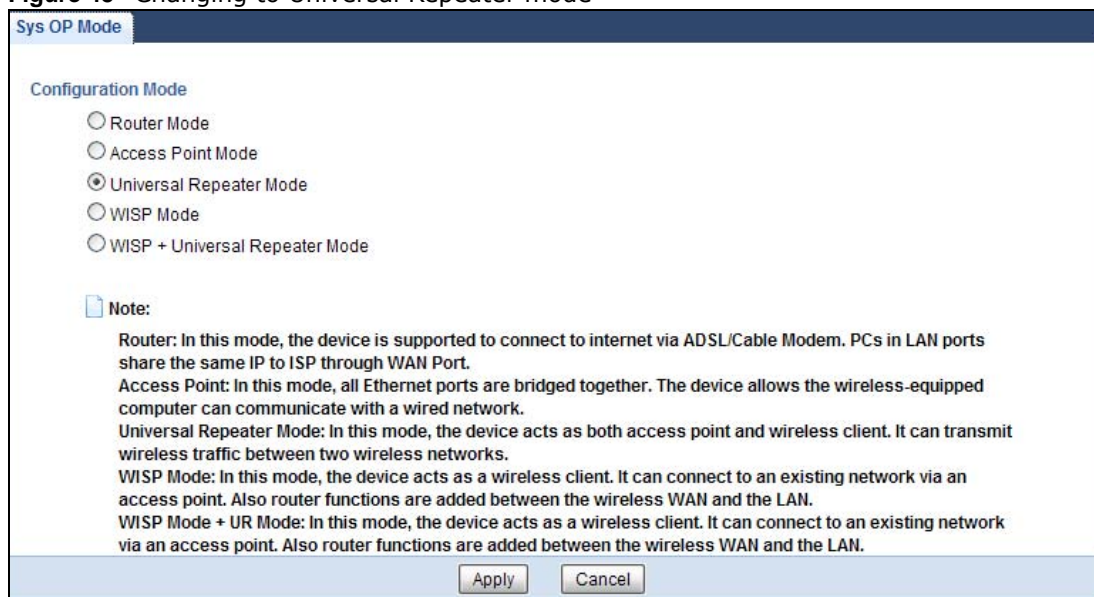 Sys OP Mode
Configuration Mode
Router Mode
Access Point Mode
Universal Repeater Mode
WISP Mode
WISP + Universal Repeater Mode
Note:
Router: In this mode, the device is supported to connect to internet via ADSL/Cable Modem. PCs in LAN ports
share the same IP to ISP through WAN Port.
Access Point: In this mode, all Ethernet ports are bridged together. The device allows the wireless-equipped
computer can communicate with a wired network.
Universal Repeater Mode: In this mode, the device acts as both access point and wireless client. It can transmit
wireless traffic between two wireless networks.
WISP Mode: In this mode, the device acts as a wireless client. It can connect to an existing network via an
access point. Also router functions are added between the wireless WAN and the LAN.
WISP Mode + UR Mode: In this mode, the device acts as a wireless client. It can connect to an existing network
via an access point. Also router functions are added between the wireless WAN and the LAN.
Apply Cancel